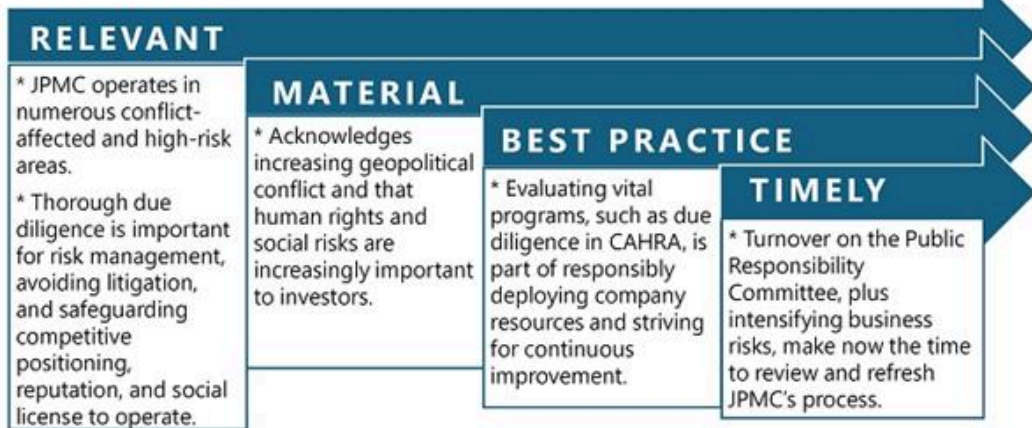 RELEVANT
* JPMC operates in
numerous conflict-
affected and high-risk
areas.
* Thorough due
diligence is important
for risk management,
avoiding litigation,
and safeguarding
competitive
positioning,
reputation, and social
license to operate.
MATERIAL
* Acknowledges
increasing geopolitical
conflict and that
human rights and
social risks are
increasingly important
to investors.
BEST PRACTICE
* Evaluating vital
programs, such as due
diligence in CAHRA, is
part of responsibly
deploying company
resources and striving
for continuous
improvement.
TIMELY
* Turnover on the Public
Responsibility
Committee, plus
intensifying business
risks, make now the time
to review and refresh
JPMC's process.